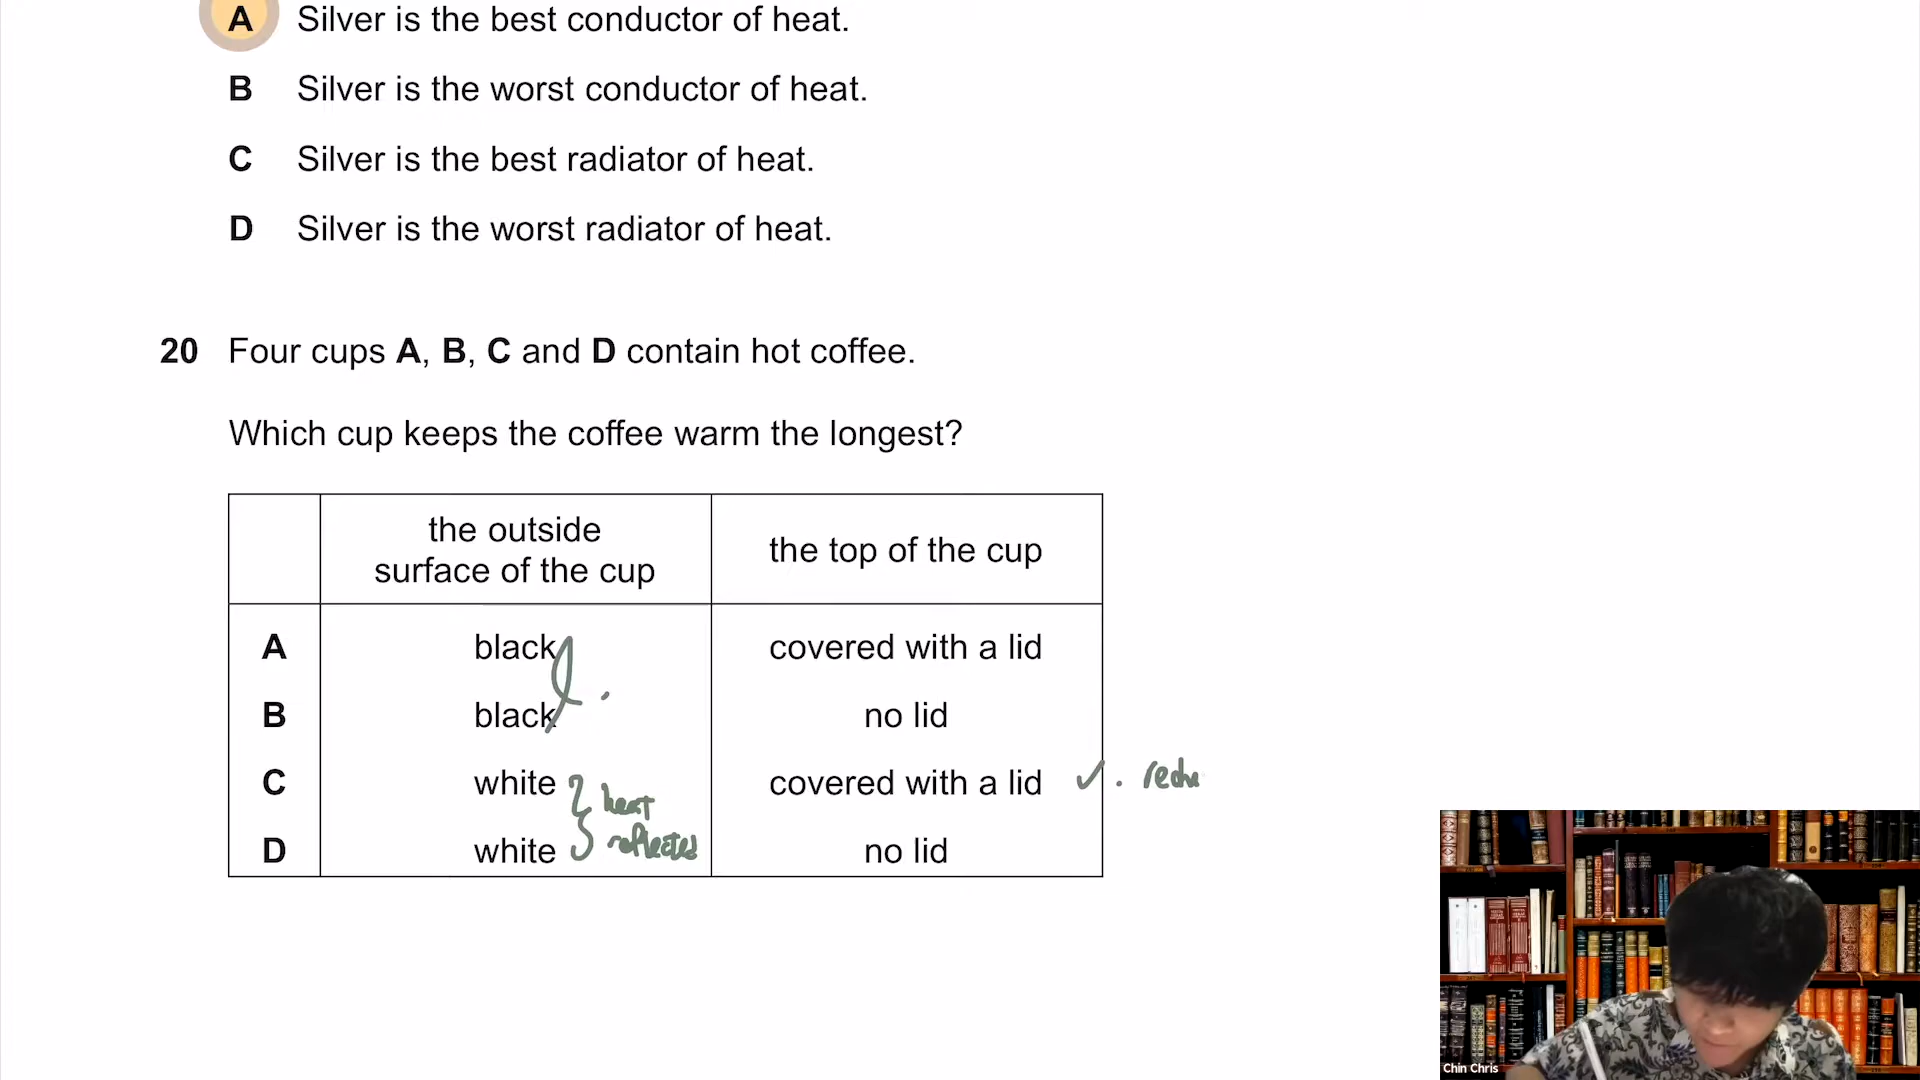 A Silver is the best conductor of heat.
B Silver is the worst conductor of heat.
C Silver is the best radiator of heat.
D Silver is the worst radiator of heat.
20 Four cups A, B, C and D contain hot coffee.
Which cup keeps the coffee warm the longest?
the outside surface of the cup
the top of the cup
A black covered with a lid
B black no lid
C white covered with a lid ✓. redu
D white no lid
heat
reflected
Chin Chris